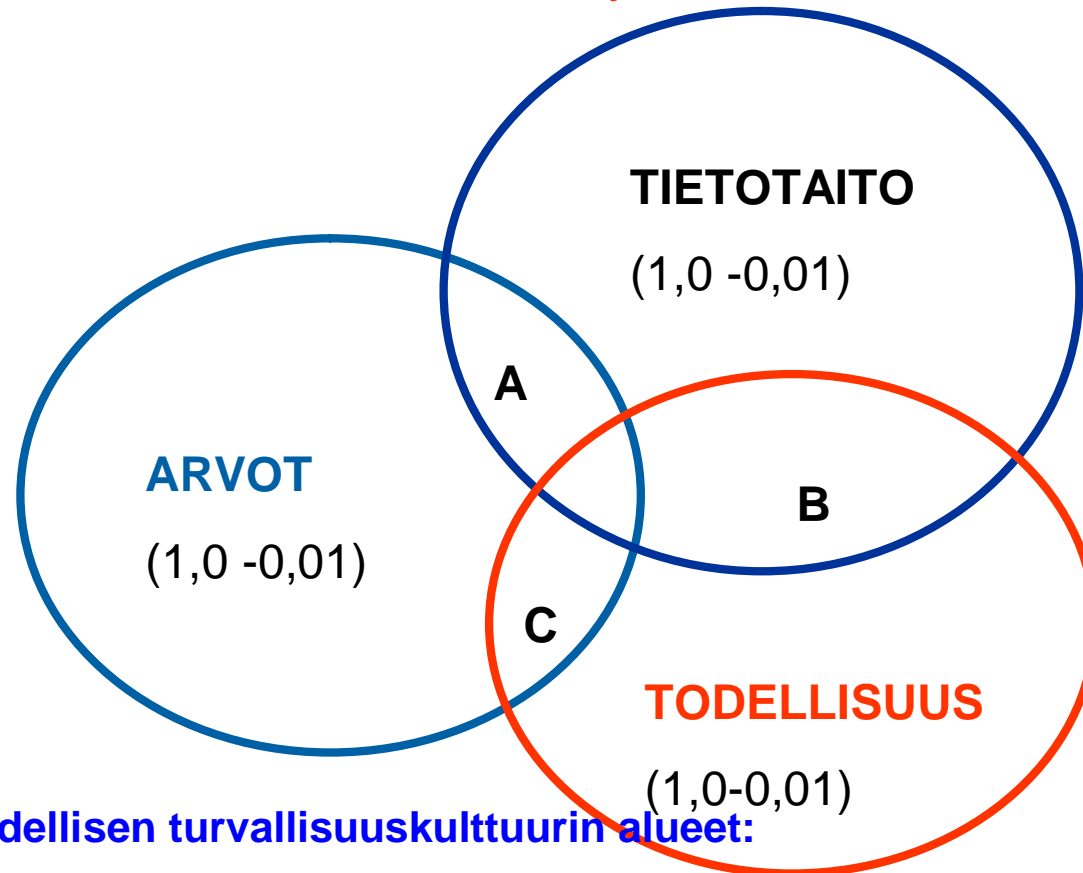 TIETOTAITO
(1,0 -0,01)
A
ARVOT
(1,0 -0,01)
B
C
TODELLISUUS
(1,0-0,01)
dellisen turvallisuuskulttuurin alueet: